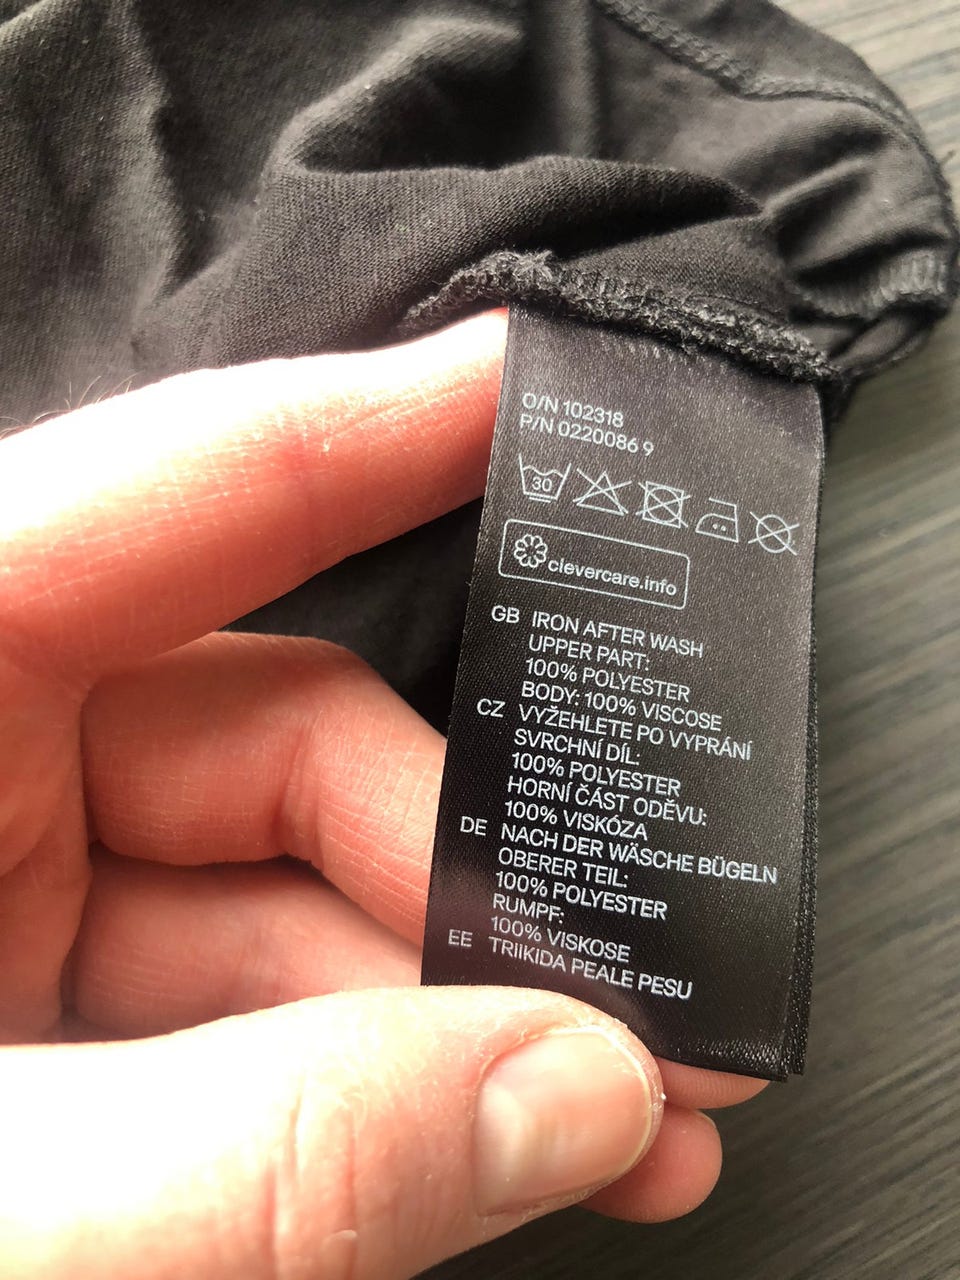 O/N 102318
P/N 0220086 9
30
clevercare.info
GB IRON AFTER WASH
UPPER PART:
100% POLYESTER
BODY: 100% VISCOSE
CZ VYŽEHLETE PO VYPRÁNÍ
SVRCHNÍ DÍL:
100% POLYESTER
HORNÍ ČÁST ODĚVU:
100% VISKÓZA
DE NACH DER WÄSCHE BÜGELN
OBERER TEIL:
100% POLYESTER
RUMPF:
100% VISKOSE
EE TRIIKIDA PEALE PESU